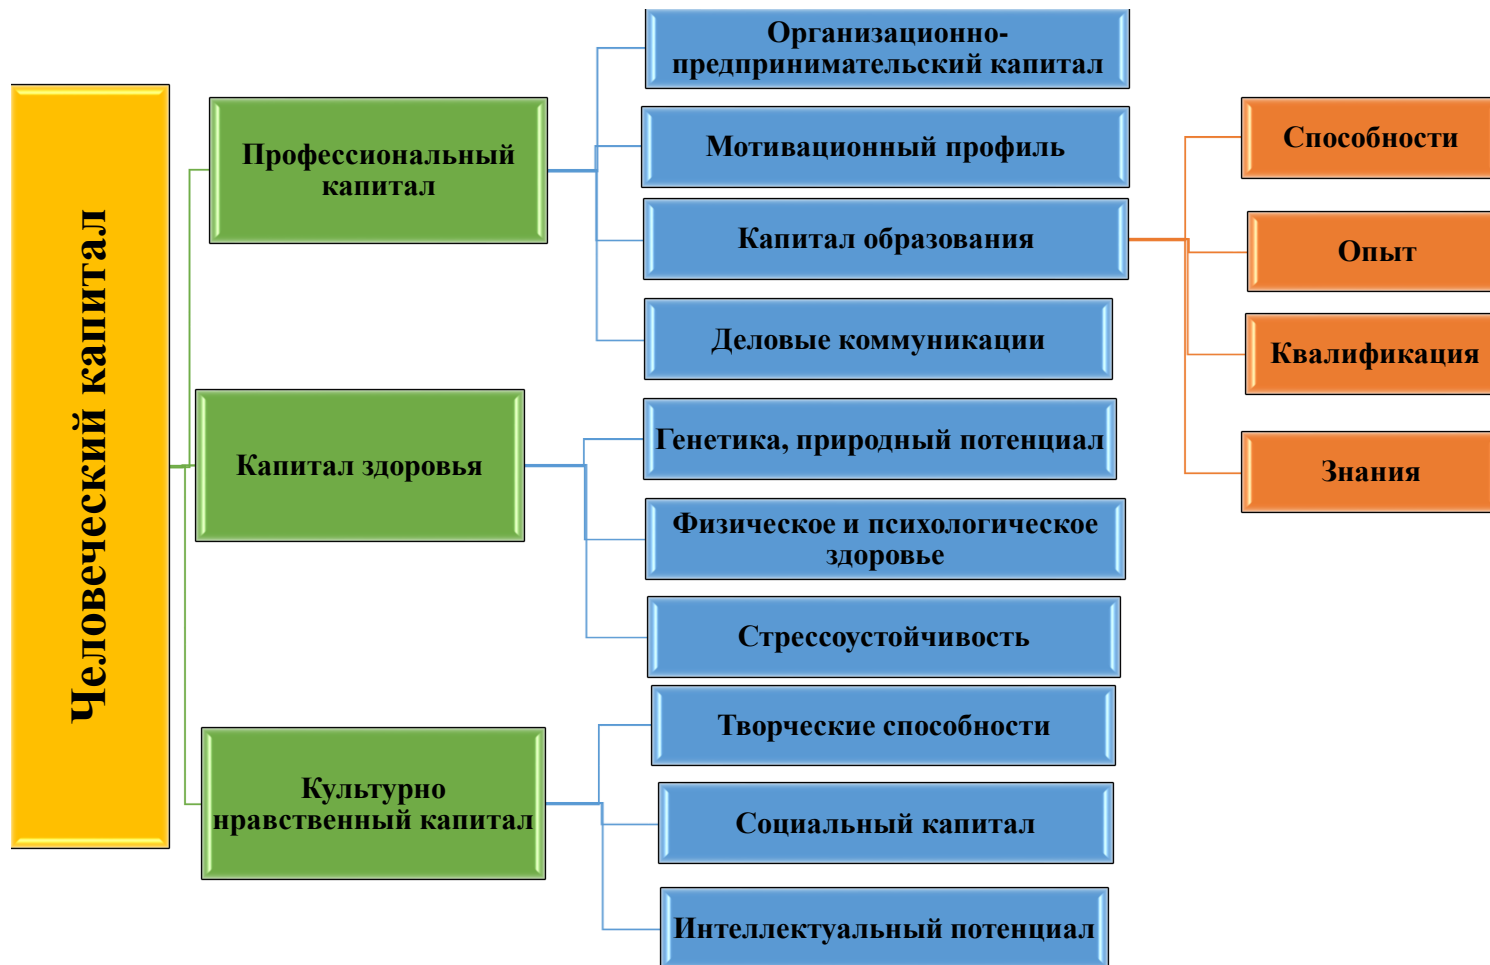 Человеческий капитал
Профессиональный
капитал
Капитал здоровья
Культурно
нравственный капитал
Организационно-
предпринимательский капитал
Мотивационный профиль
Капитал образования
Деловые коммуникации
Генетика, природный потенциал
Физическое и психологическое
здоровье
Стрессоустойчивость
Творческие способности
Социальный капитал
Интеллектуальный потенциал
Способности
Опыт
Квалификация
Знания